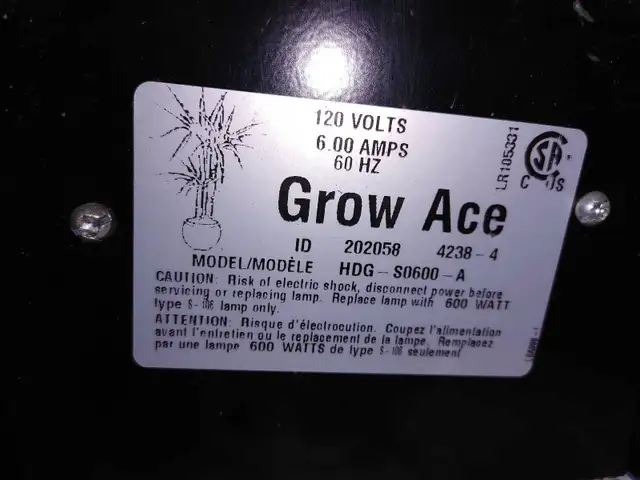 120 VOLTS
6.00 AMPS
60 HZ
LR105331
CSA
C US
Grow Ace
ID 202058 4238-4
MODEL/MODÈLE HDG-S0600-A
CAUTION: Risk of electric shock, disconnect power before
servicing or replacing lamp. Replace lamp with 600 WATT
type S-106 lamp only.
ATTENTION: Risque d'électrocution. Coupez l'alimentation
avant l'entretien ou le replacement de la lampe. Remplacez
par une lampe 600 WATTS de type S-106 seulement